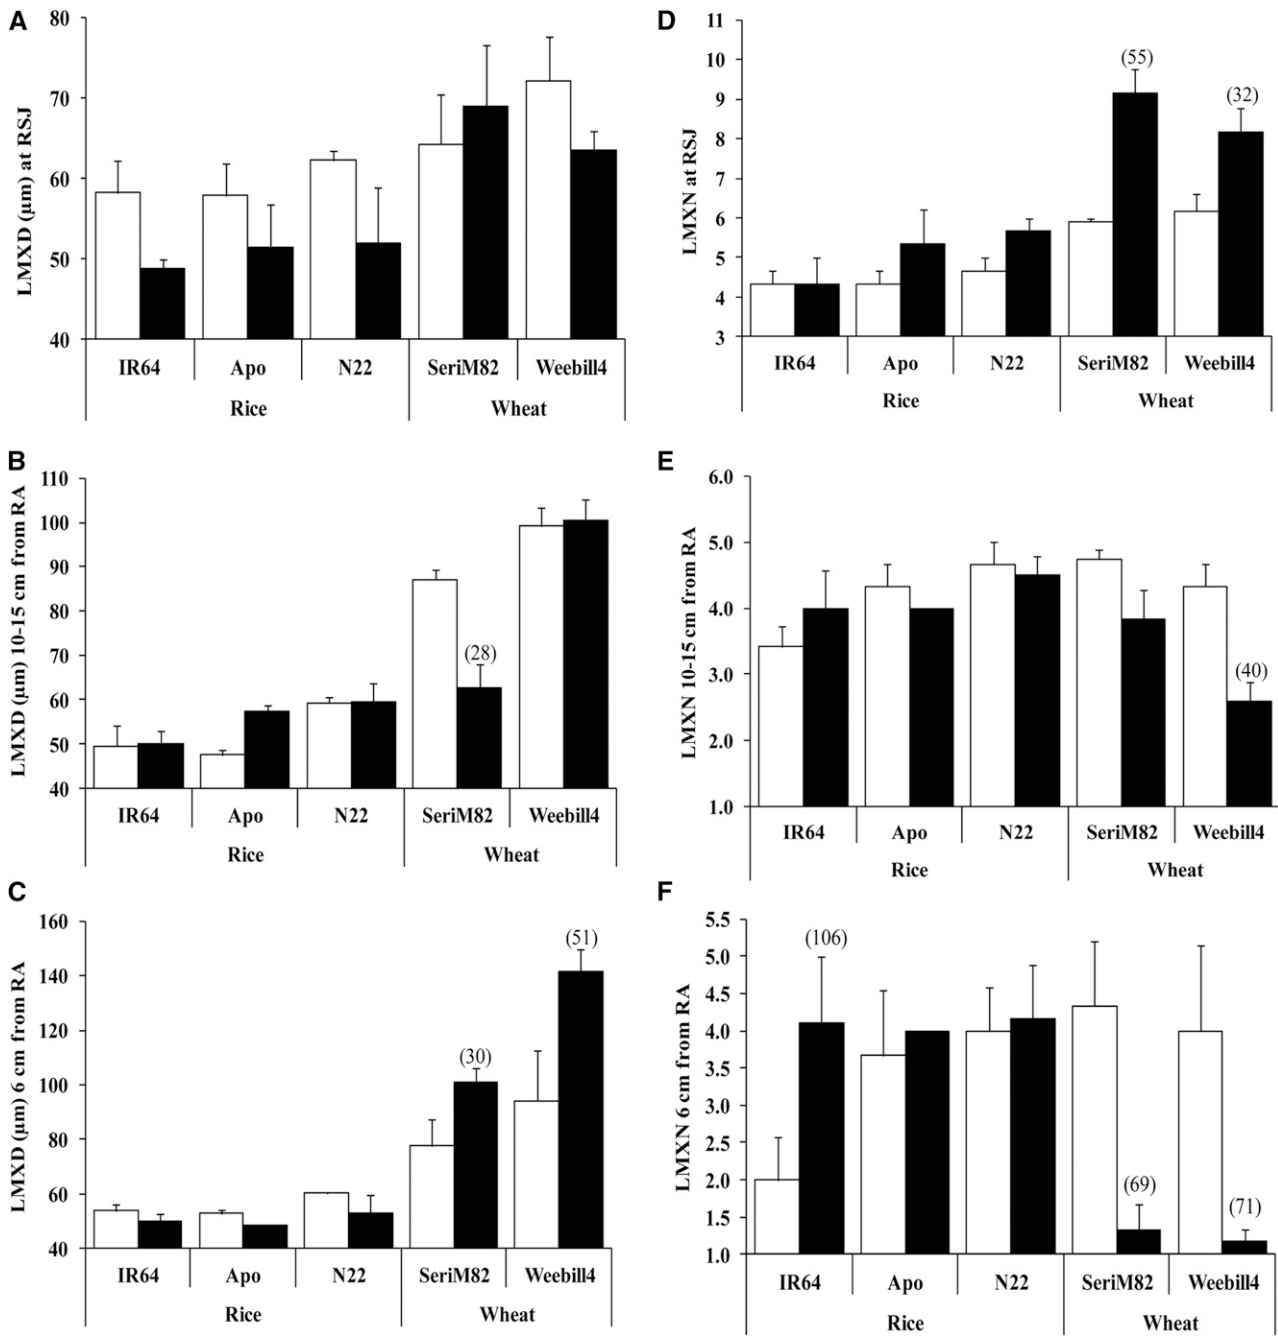 A
LMXD (µm) at RSJ
80
70
60
50
40
IR64 Apo N22 SeriM82 Weebill4
Rice Wheat
D
LMXN at RSJ
11
10
9
8
7
6
5
4
3
(55)
(32)
IR64 Apo N22 SeriM82 Weebill4
Rice Wheat
B
LMXD (µm) 10-15 cm from RA
110
100
90
80
70
60
50
40
(28)
IR64 Apo N22 SeriM82 Weebill4
Rice Wheat
E
LMXN 10-15 cm from RA
6.0
5.0
4.0
3.0
2.0
1.0
(40)
IR64 Apo N22 SeriM82 Weebill4
Rice Wheat
C
LMXD (µm) 6 cm from RA
160
140
120
100
80
60
40
(30)
(51)
IR64 Apo N22 SeriM82 Weebill4
Rice Wheat
F
LMXN 6 cm from RA
5.5
5.0
4.5
4.0
3.5
3.0
2.5
2.0
1.5
1.0
(106)
(69)
(71)
IR64 Apo N22 SeriM82 Weebill4
Rice Wheat